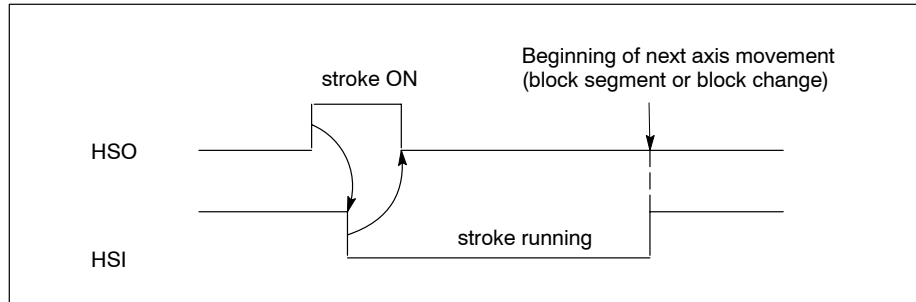 Beginning of next axis movement
(block segment or block change)
stroke ON
HSO
stroke running
HSI